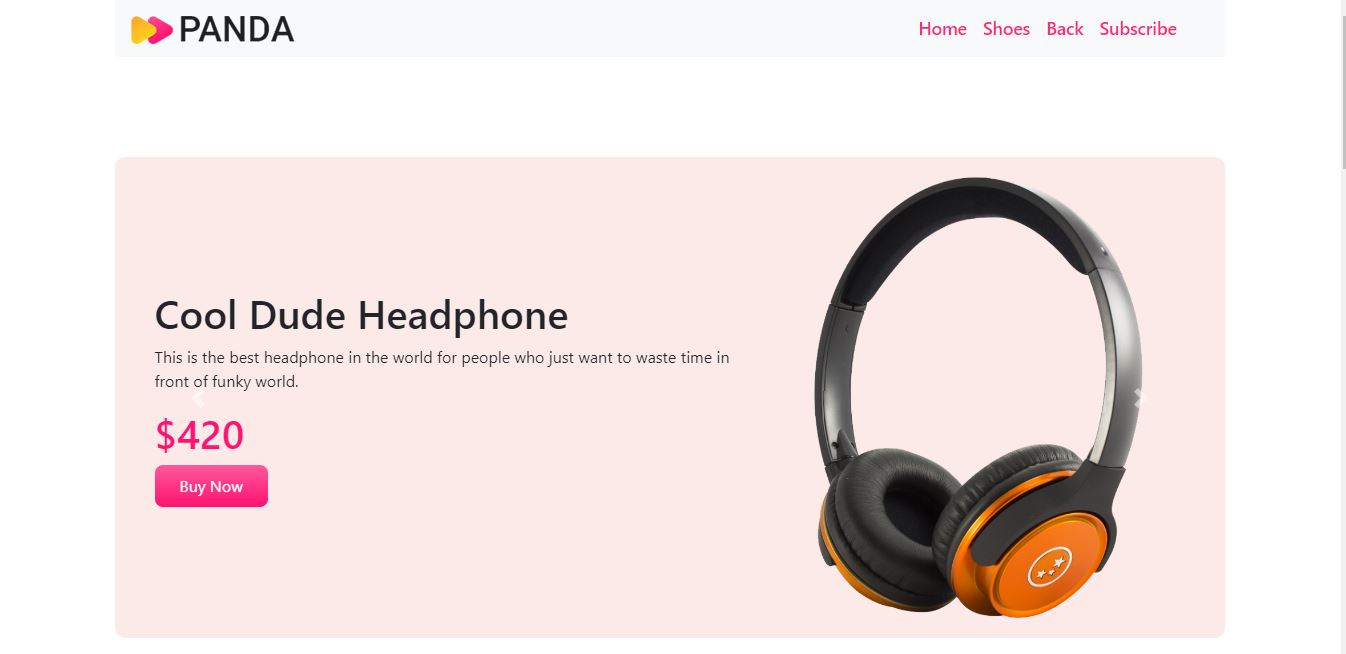 PANDA
Home Shoes Back Subscribe
Cool Dude Headphone
This is the best headphone in the world for people who just want to waste time in
front of funky world.
$420
Buy Now